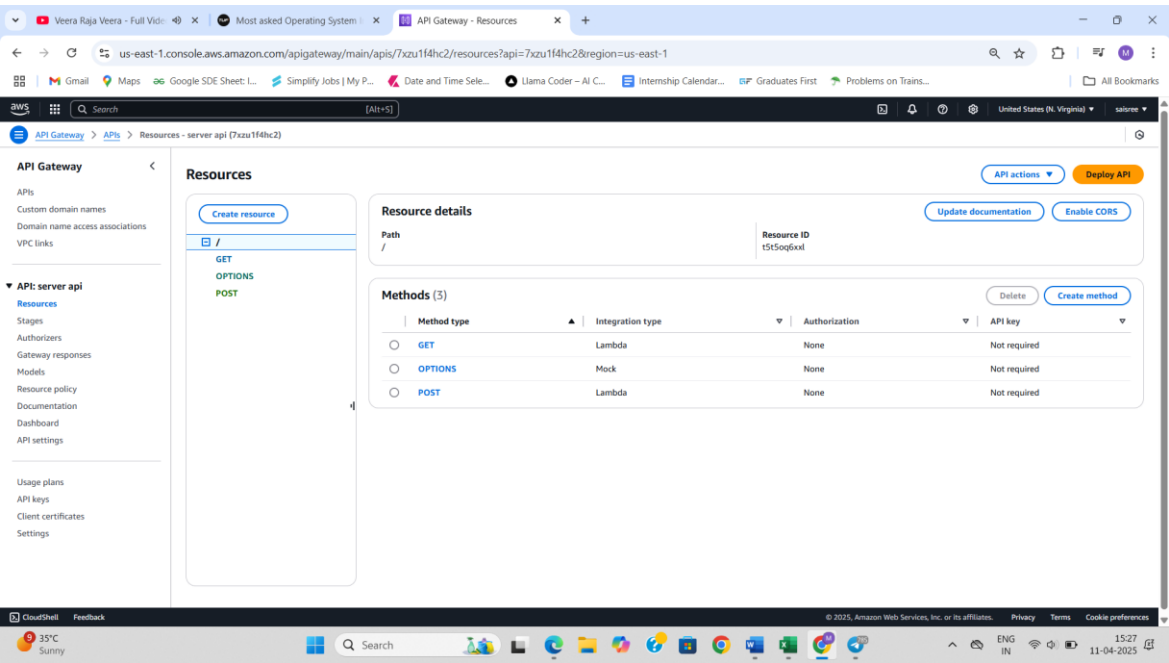 Veera Raja Veera - Full Vide
Most asked Operating System
API Gateway - Resources
us-east-1.console.aws.amazon.com/apigateway/main/apis/7xzu1f4hc2/resources?api=7xzu1f4hc2&region=us-east-1
M
Gmail
Maps
Google SDE Sheet: I...
Simplify Jobs | My P...
Date and Time Sele...
Llama Coder – AI C...
Internship Calendar...
Graduates First
Problems on Trains...
All Bookmarks
aws
Search
[Alt+S]
United States (N. Virginia) ▼
saisree ▼
API Gateway > APIs > Resources - server api (7xzu1f4hc2)
API Gateway
APIs
Custom domain names
Domain name access associations
VPC links
▼ API: server api
Resources
Stages
Authorizers
Gateway responses
Models
Resource policy
Documentation
Dashboard
API settings
Usage plans
API keys
Client certificates
Settings
Resources
API actions ▼
Deploy API
Create resource
/
GET
OPTIONS
POST
Resource details
Update documentation
Enable CORS
Path
/
Resource ID
t5t5oq6xxl
Methods (3)
Delete
Create method
Method type Integration type Authorization API key
GET Lambda None Not required
OPTIONS Mock None Not required
POST Lambda None Not required
CloudShell Feedback
© 2025, Amazon Web Services, Inc. or its affiliates. Privacy Terms Cookie preferences
9
35°C
Sunny
Search
ENG
IN
15:27
11-04-2025